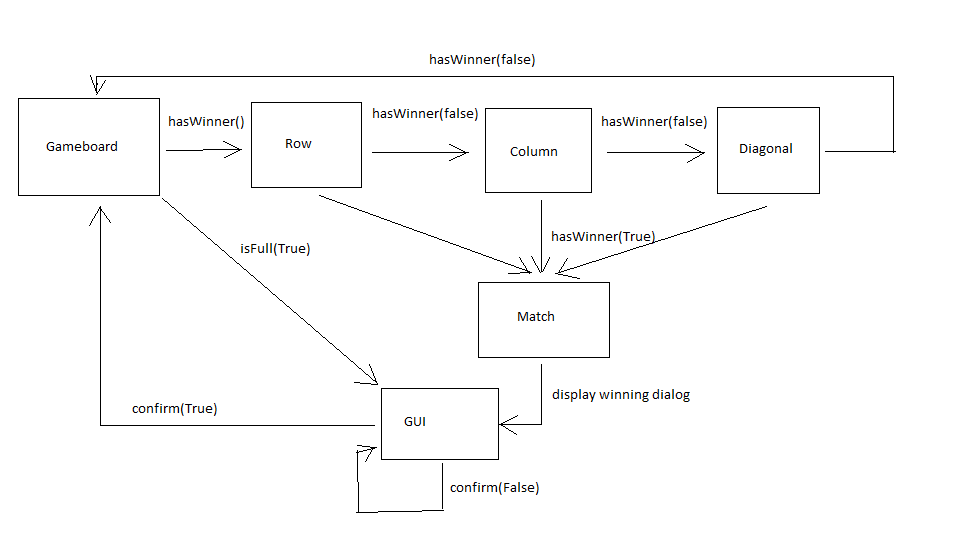 hasWinner(false)
hasWinner()
hasWinner(false)
hasWinner(false)
Gameboard
Row
Column
Diagonal
isFull(True)
hasWinner(True)
Match
display winning dialog
confirm(True)
GUI
confirm(False)